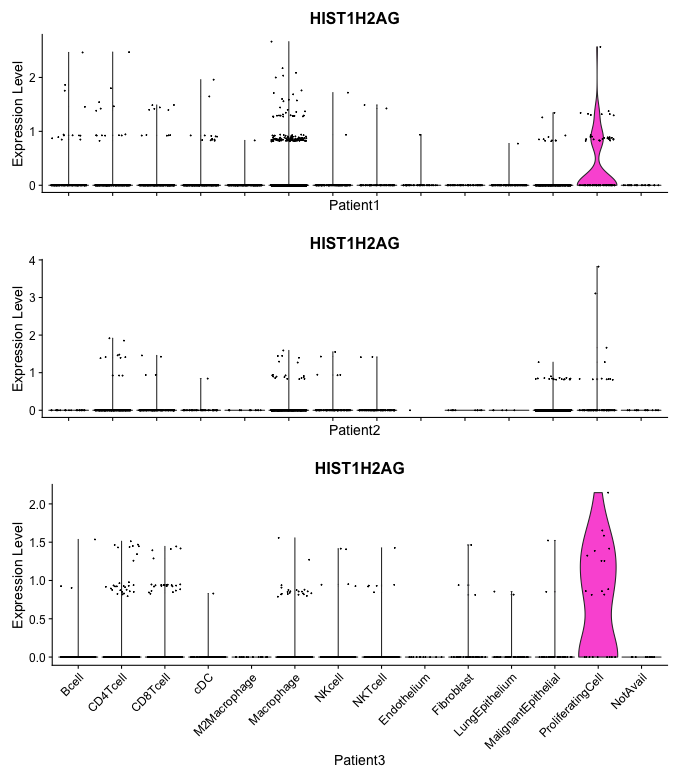 HIST1H2AG
Expression Level
2
1
0
Patient1
HIST1H2AG
Expression Level
4
3
2
1
0
Patient2
HIST1H2AG
Expression Level
2.0
1.5
1.0
0.5
0.0
Bcell
CD4Tcell
CD8Tcell
cDC
M2Macrophage
Macrophage
NKcell
NKTcell
Endothelium
Fibroblast
LungEpithelium
MalignantEpithelial
ProliferatingCell
NotAvail
Patient3